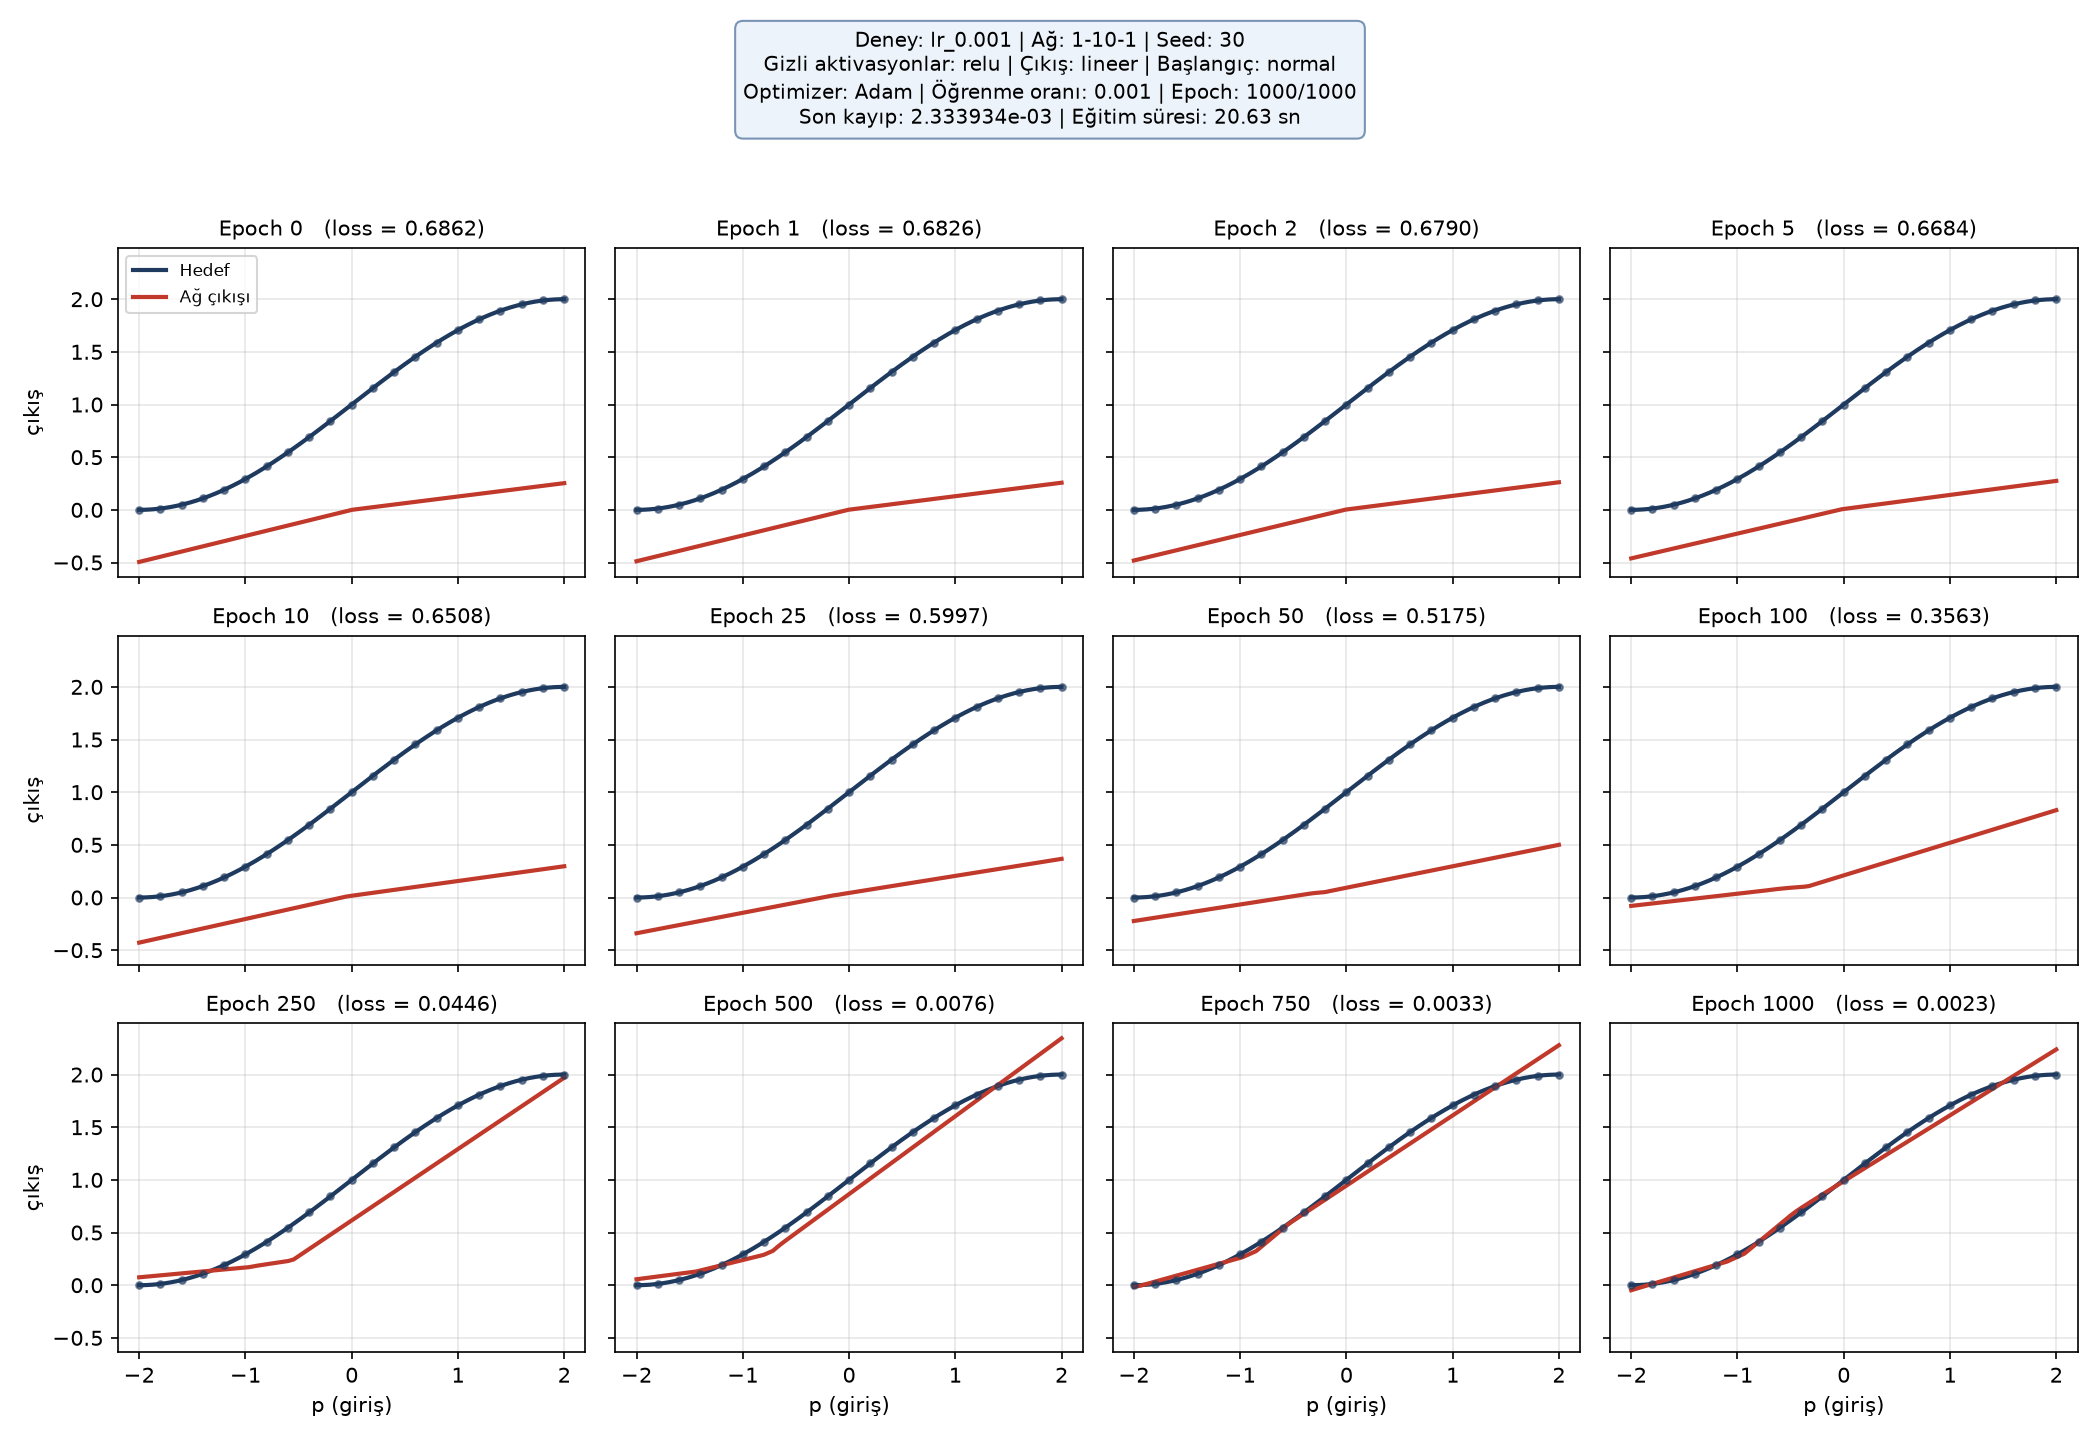 Deney: lr_0.001 | Ağ: 1-10-1 | Seed: 30
Gizli aktivasyonlar: relu | Çıkış: lineer | Başlangıç: normal
Optimizer: Adam | Öğrenme oranı: 0.001 | Epoch: 1000/1000
Son kayıp: 2.333934e-03 | Eğitim süresi: 20.63 sn
Epoch 0   (loss = 0.6862)
Epoch 1   (loss = 0.6826)
Epoch 2   (loss = 0.6790)
Epoch 5   (loss = 0.6684)
Hedef
Ağ çıkışı
2.0
1.5
1.0
0.5
0.0
−0.5
çıkış
Epoch 10   (loss = 0.6508)
Epoch 25   (loss = 0.5997)
Epoch 50   (loss = 0.5175)
Epoch 100   (loss = 0.3563)
2.0
1.5
1.0
0.5
0.0
−0.5
çıkış
Epoch 250   (loss = 0.0446)
Epoch 500   (loss = 0.0076)
Epoch 750   (loss = 0.0033)
Epoch 1000   (loss = 0.0023)
2.0
1.5
1.0
0.5
0.0
−0.5
çıkış
−2 −1 0 1 2
−2 −1 0 1 2
−2 −1 0 1 2
−2 −1 0 1 2
p (giriş)
p (giriş)
p (giriş)
p (giriş)